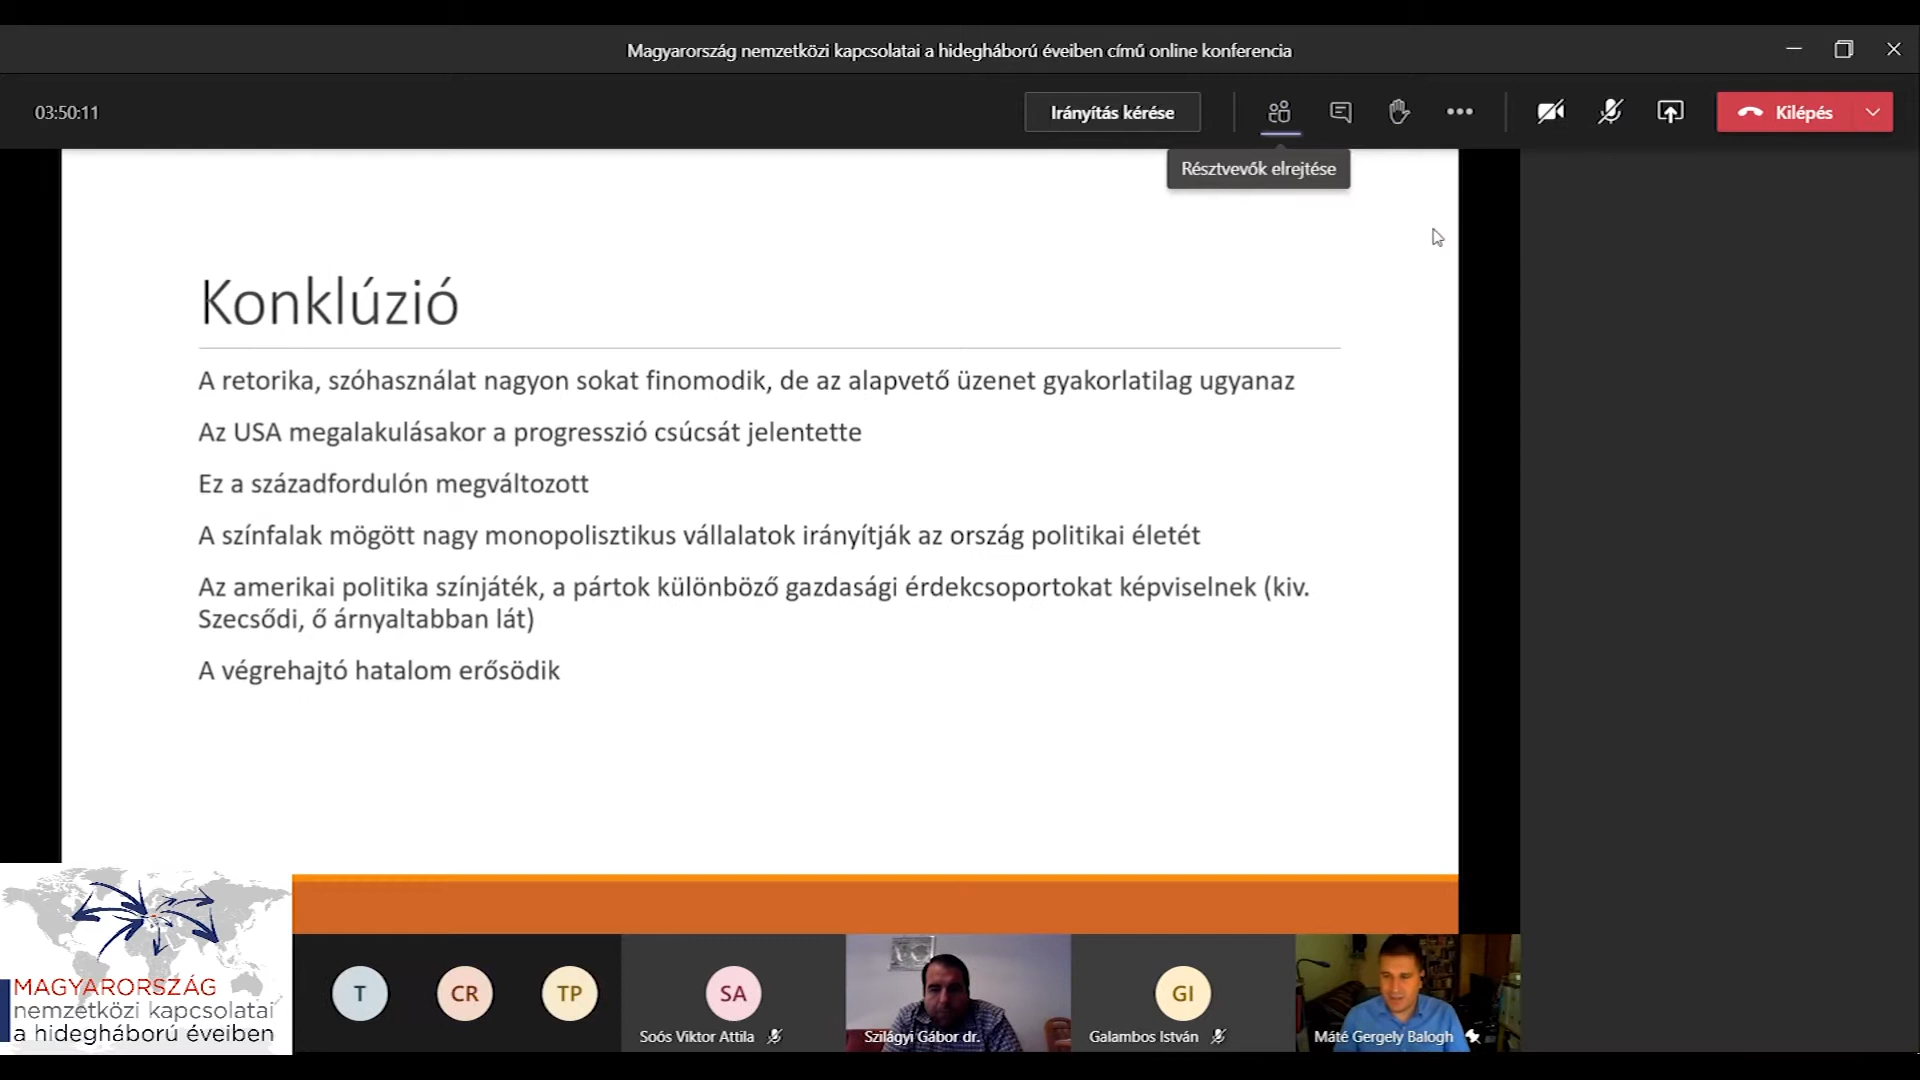 Magyarország nemzetközi kapcsolatai a hidegháború éveiben című online konferencia
03:50:11
Irányítás kérése
Kilépés
Résztvevők elrejtése
Konklúzió
A retorika, szóhasználat nagyon sokat finomodik, de az alapvető üzenet gyakorlatilag ugyanaz
Az USA megalakulásakor a progresszió csúcsát jelentette
Ez a századfordulón megváltozott
A színfalak mögött nagy monopolisztikus vállalatok irányítják az ország politikai életét
Az amerikai politika színjáték, a pártok különböző gazdasági érdekcsoportokat képviselnek (kiv.
Szecsődi, ő árnyaltabban lát)
A végrehajtó hatalom erősödik
MAGYARORSZÁG
nemzetközi kapcsolatai
a hidegháború éveiben
T
CR
TP
SA
Soós Viktor Attila
Szilágyi Gábor dr.
GI
Galambos István
Máté Gergely Balogh